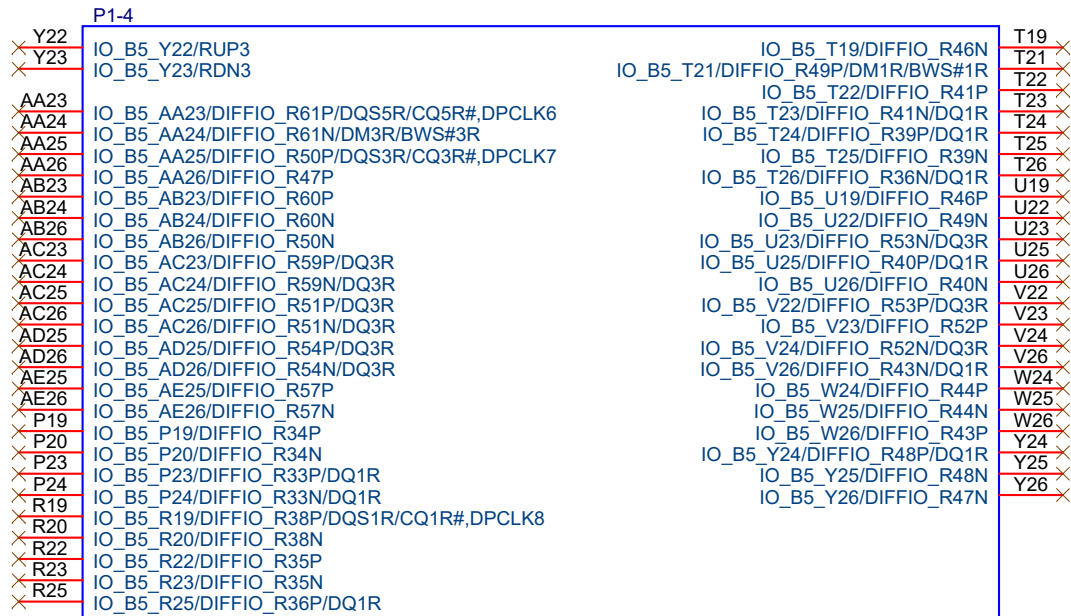 P1-4
Y22 IO_B5_Y22/RUP3
Y23 IO_B5_Y23/RDN3
AA23 IO_B5_AA23/DIFFIO_R61P/DQS5R/CQ5R#,DPCLK6
AA24 IO_B5_AA24/DIFFIO_R61N/DM3R/BWS#3R
AA25 IO_B5_AA25/DIFFIO_R50P/DQS3R/CQ3R#,DPCLK7
AA26 IO_B5_AA26/DIFFIO_R47P
AB23 IO_B5_AB23/DIFFIO_R60P
AB24 IO_B5_AB24/DIFFIO_R60N
AB26 IO_B5_AB26/DIFFIO_R50N
AC23 IO_B5_AC23/DIFFIO_R59P/DQ3R
AC24 IO_B5_AC24/DIFFIO_R59N/DQ3R
AC25 IO_B5_AC25/DIFFIO_R51P/DQ3R
AC26 IO_B5_AC26/DIFFIO_R51N/DQ3R
AD25 IO_B5_AD25/DIFFIO_R54P/DQ3R
AD26 IO_B5_AD26/DIFFIO_R54N/DQ3R
AE25 IO_B5_AE25/DIFFIO_R57P
AE26 IO_B5_AE26/DIFFIO_R57N
P19 IO_B5_P19/DIFFIO_R34P
P20 IO_B5_P20/DIFFIO_R34N
P23 IO_B5_P23/DIFFIO_R33P/DQ1R
P24 IO_B5_P24/DIFFIO_R33N/DQ1R
R19 IO_B5_R19/DIFFIO_R38P/DQS1R/CQ1R#,DPCLK8
R20 IO_B5_R20/DIFFIO_R38N
R22 IO_B5_R22/DIFFIO_R35P
R23 IO_B5_R23/DIFFIO_R35N
R25 IO_B5_R25/DIFFIO_R36P/DQ1R
IO_B5_T19/DIFFIO_R46N T19
IO_B5_T21/DIFFIO_R49P/DM1R/BWS#1R T21
IO_B5_T22/DIFFIO_R41P T22
IO_B5_T23/DIFFIO_R41N/DQ1R T23
IO_B5_T24/DIFFIO_R39P/DQ1R T24
IO_B5_T25/DIFFIO_R39N T25
IO_B5_T26/DIFFIO_R36N/DQ1R T26
IO_B5_U19/DIFFIO_R46P U19
IO_B5_U22/DIFFIO_R49N U22
IO_B5_U23/DIFFIO_R53N/DQ3R U23
IO_B5_U25/DIFFIO_R40P/DQ1R U25
IO_B5_U26/DIFFIO_R40N U26
IO_B5_V22/DIFFIO_R53P/DQ3R V22
IO_B5_V23/DIFFIO_R52P V23
IO_B5_V24/DIFFIO_R52N/DQ3R V24
IO_B5_V26/DIFFIO_R43N/DQ1R V26
IO_B5_W24/DIFFIO_R44P W24
IO_B5_W25/DIFFIO_R44N W25
IO_B5_W26/DIFFIO_R43P W26
IO_B5_Y24/DIFFIO_R48P/DQ1R Y24
IO_B5_Y25/DIFFIO_R48N Y25
IO_B5_Y26/DIFFIO_R47N Y26